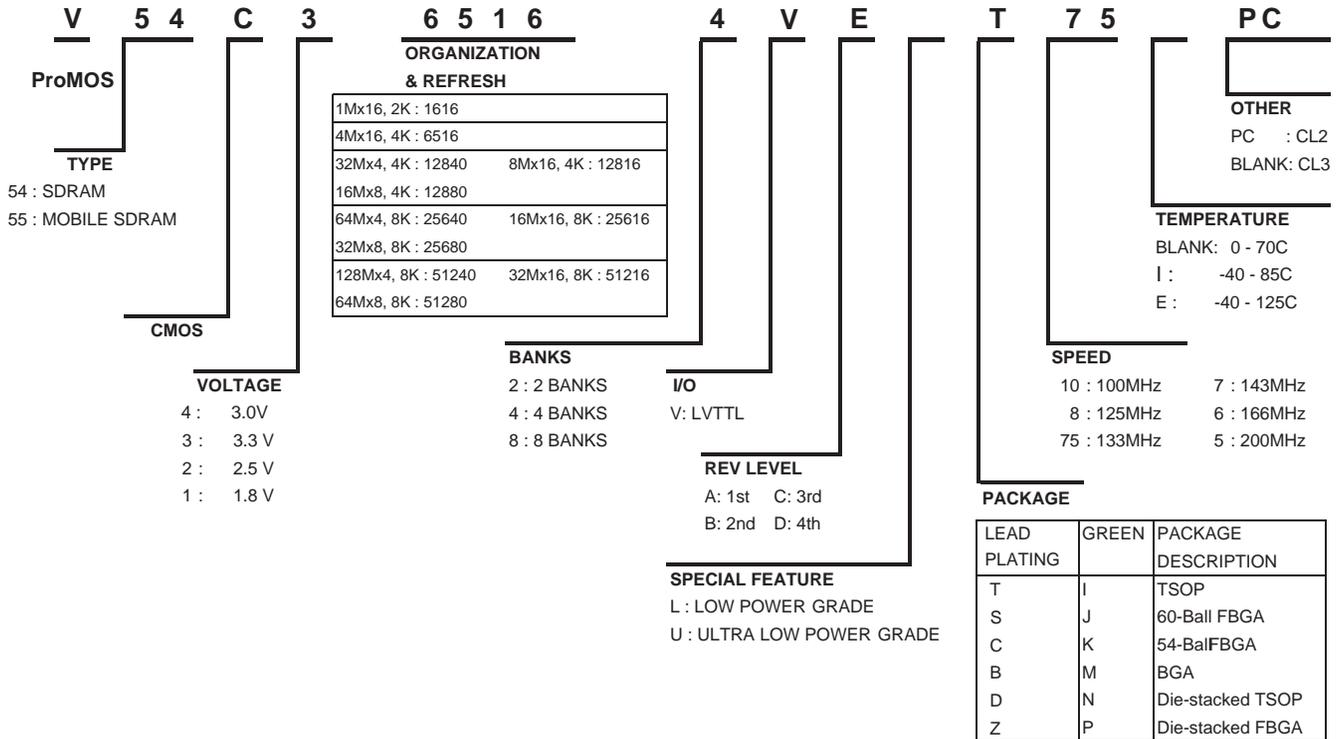 V 54 C 3 6516 4 V E T 75 PC
ORGANIZATION
& REFRESH
ProMOS
1Mx16, 2K : 1616
4Mx16, 4K : 6516
32Mx4, 4K : 12840 8Mx16, 4K : 12816
16Mx8, 4K : 12880
64Mx4, 8K : 25640 16Mx16, 8K : 25616
32Mx8, 8K : 25680
128Mx4, 8K : 51240 32Mx16, 8K : 51216
64Mx8, 8K : 51280
OTHER
PC : CL2
BLANK: CL3
TYPE
54 : SDRAM
55 : MOBILE SDRAM
TEMPERATURE
BLANK: 0 - 70C
I : -40 - 85C
E : -40 - 125C
CMOS
VOLTAGE
4 : 3.0V
3 : 3.3 V
2 : 2.5 V
1 : 1.8 V
BANKS
2 : 2 BANKS
4 : 4 BANKS
8 : 8 BANKS
I/O
V: LVTTL
SPEED
10 : 100MHz 7 : 143MHz
8 : 125MHz 6 : 166MHz
75 : 133MHz 5 : 200MHz
REV LEVEL
A: 1st C: 3rd
B: 2nd D: 4th
SPECIAL FEATURE
L : LOW POWER GRADE
U : ULTRA LOW POWER GRADE
PACKAGE
LEAD GREEN PACKAGE
PLATING DESCRIPTION
T I TSOP
S J 60-Ball FBGA
C K 54-BallFBGA
B M BGA
D N Die-stacked TSOP
Z P Die-stacked FBGA